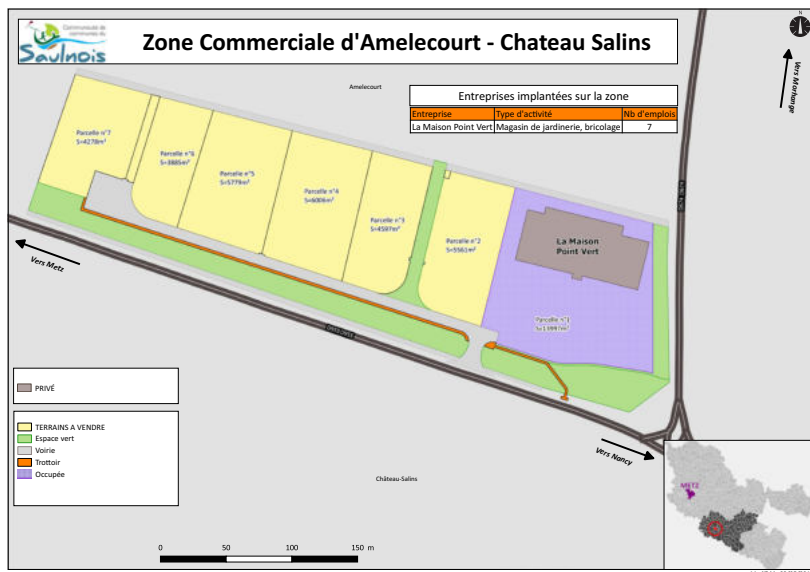 Communauté de
communes du
Saulnois
Zone Commerciale d'Amelecourt - Chateau Salins
N
Vers Morhange
Amelecourt
Entreprises implantées sur la zone
Entreprise Type d'activité Nb d'emplois
La Maison Point Vert Magasin de jardinerie, bricolage 7
Parcelle n°7
S=4278m²
Parcelle n°6
S=3885m²
Parcelle n°5
S=5779m²
Parcelle n°4
S=6006m²
Parcelle n°3
S=4597m²
Parcelle n°2
S=5561m²
La Maison
Point Vert
Parcelle n°1
S=13997m²
Vers Metz
Vers Nancy
PRIVÉ
TERRAINS A VENDRE
Espace vert
Voirie
Trottoir
Occupée
Château-Salins
METZ
0 50 100 150 m